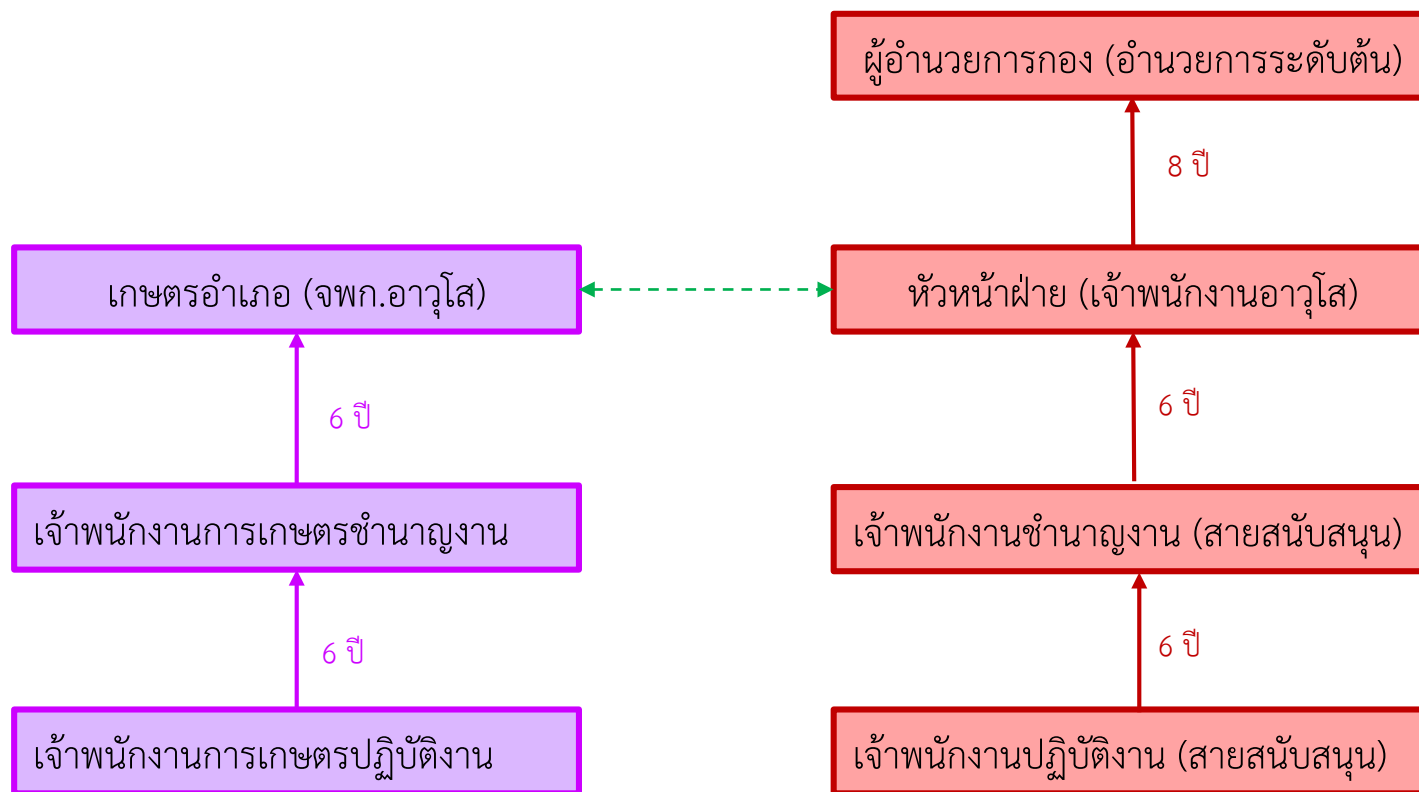 ผู้อำนวยการกอง (อำนวยการระดับต้น)
8 ปี
เกษตรอำเภอ (จพก.อาวุโส)
หัวหน้าฝ่าย (เจ้าพนักงานอาวุโส)
6 ปี
6 ปี
เจ้าพนักงานการเกษตรชำนาญงาน
เจ้าพนักงานชำนาญงาน (สายสนับสนุน)
6 ปี
6 ปี
เจ้าพนักงานการเกษตรปฏิบัติงาน
เจ้าพนักงานปฏิบัติงาน (สายสนับสนุน)